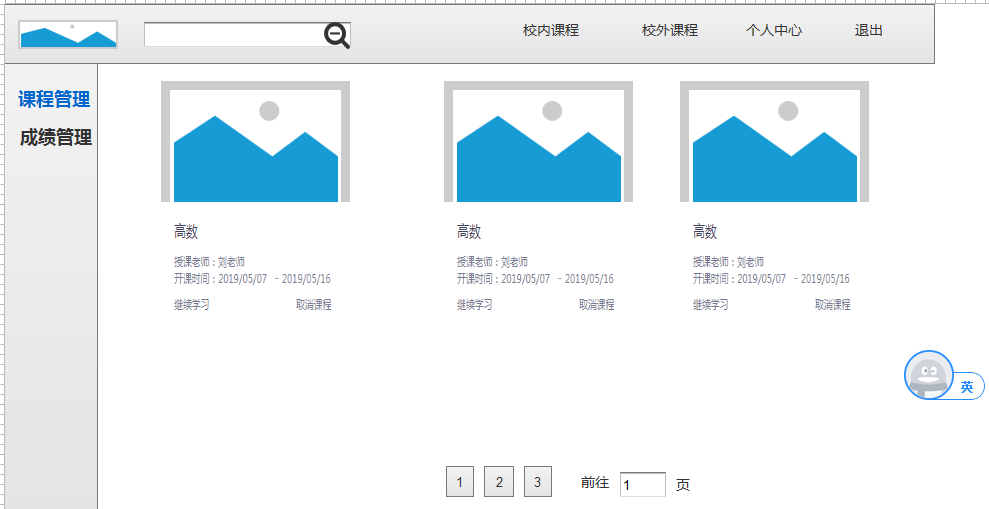 校内课程 校外课程 个人中心 退出
课程管理
成绩管理
高数 高数 高数
授课老师：刘老师 授课老师：刘老师 授课老师：刘老师
开课时间：2019/05/07 - 2019/05/16 开课时间：2019/05/07 - 2019/05/16 开课时间：2019/05/07 - 2019/05/16
继续学习 取消课程 继续学习 取消课程 继续学习 取消课程
英
1 2 3 前往 1 页